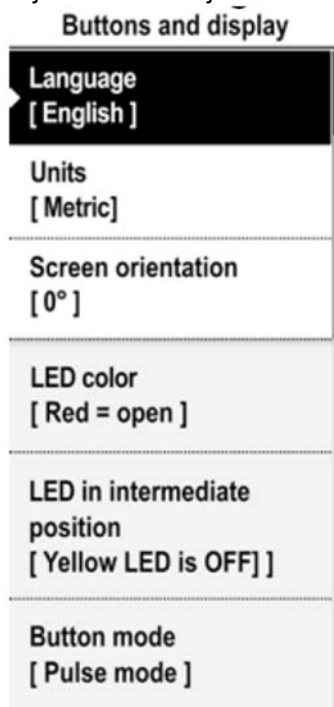 Buttons and display
Language
[ English ]
Units
[ Metric]
Screen orientation
[ 0° ]
LED color
[ Red = open ]
LED in intermediate
position
[ Yellow LED is OFF] ]
Button mode
[ Pulse mode ]